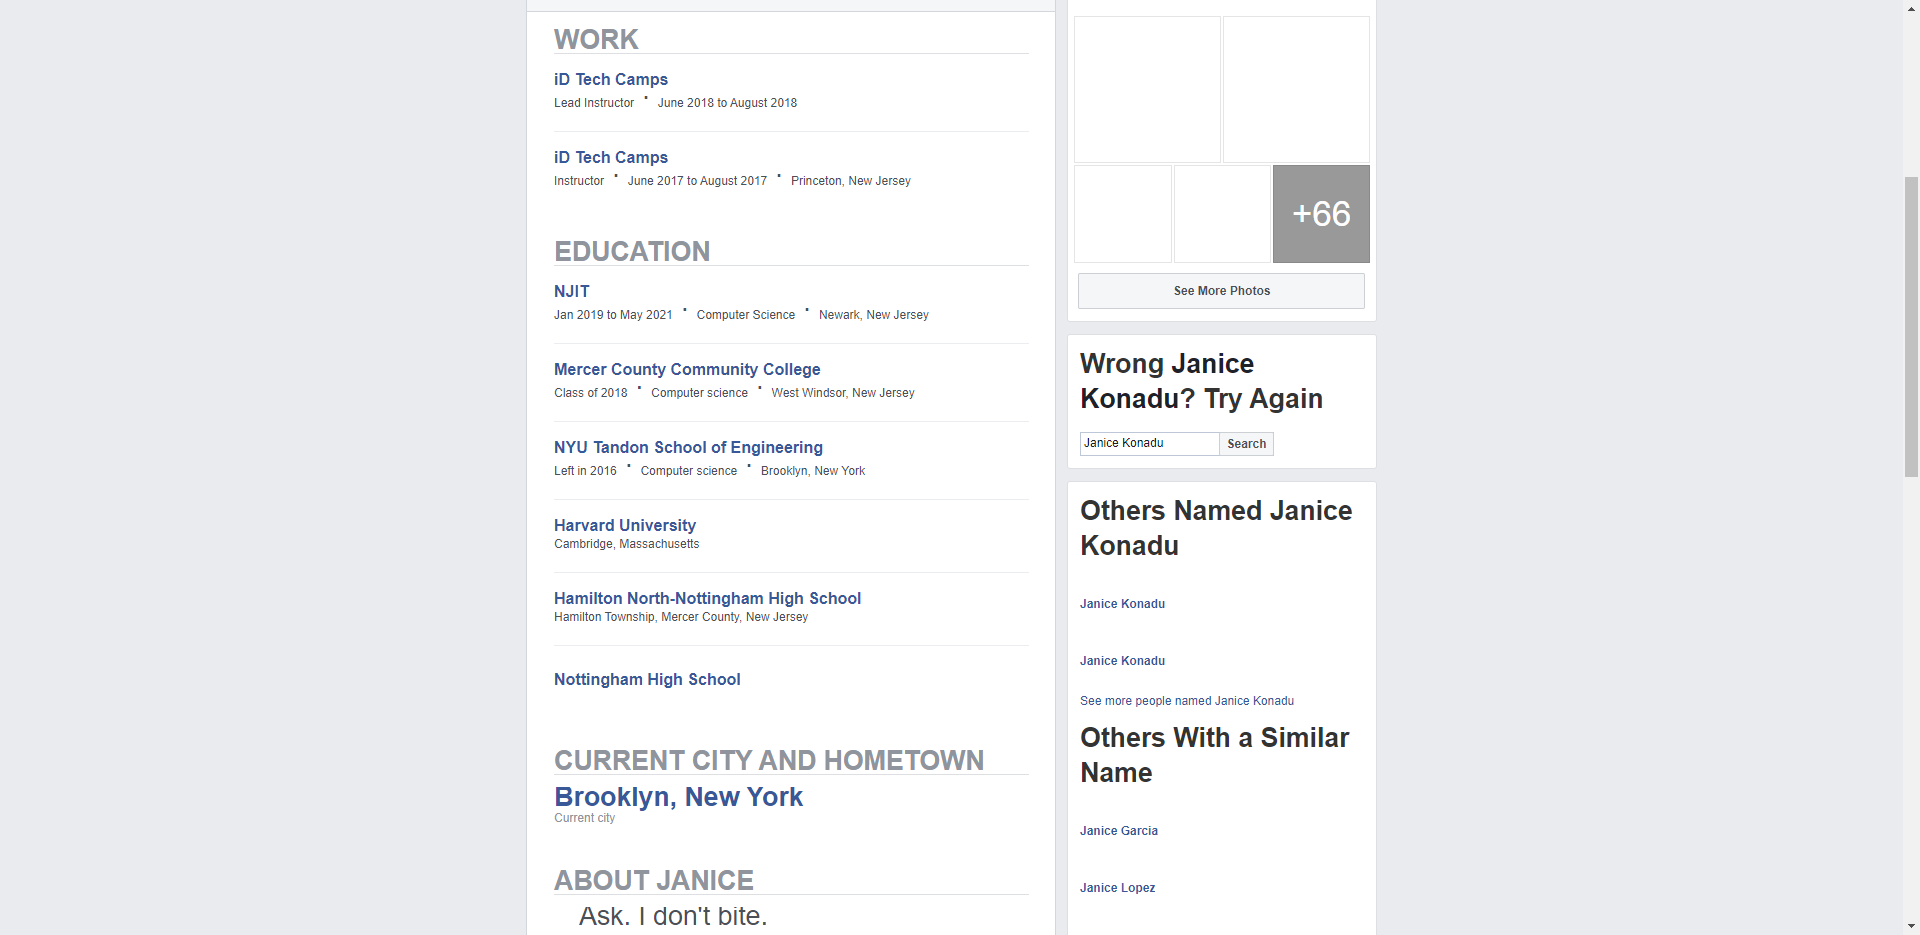 WORK
iD Tech Camps
Lead Instructor · June 2018 to August 2018
iD Tech Camps
Instructor · June 2017 to August 2017 · Princeton, New Jersey
EDUCATION
NJIT
Jan 2019 to May 2021 · Computer Science · Newark, New Jersey
Mercer County Community College
Class of 2018 · Computer science · West Windsor, New Jersey
NYU Tandon School of Engineering
Left in 2016 · Computer science · Brooklyn, New York
Harvard University
Cambridge, Massachusetts
Hamilton North-Nottingham High School
Hamilton Township, Mercer County, New Jersey
Nottingham High School
CURRENT CITY AND HOMETOWN
Brooklyn, New York
Current city
ABOUT JANICE
Ask. I don't bite.
+66
See More Photos
Wrong Janice
Konadu? Try Again
Janice Konadu
Search
Others Named Janice
Konadu
Janice Konadu
Janice Konadu
See more people named Janice Konadu
Others With a Similar
Name
Janice Garcia
Janice Lopez